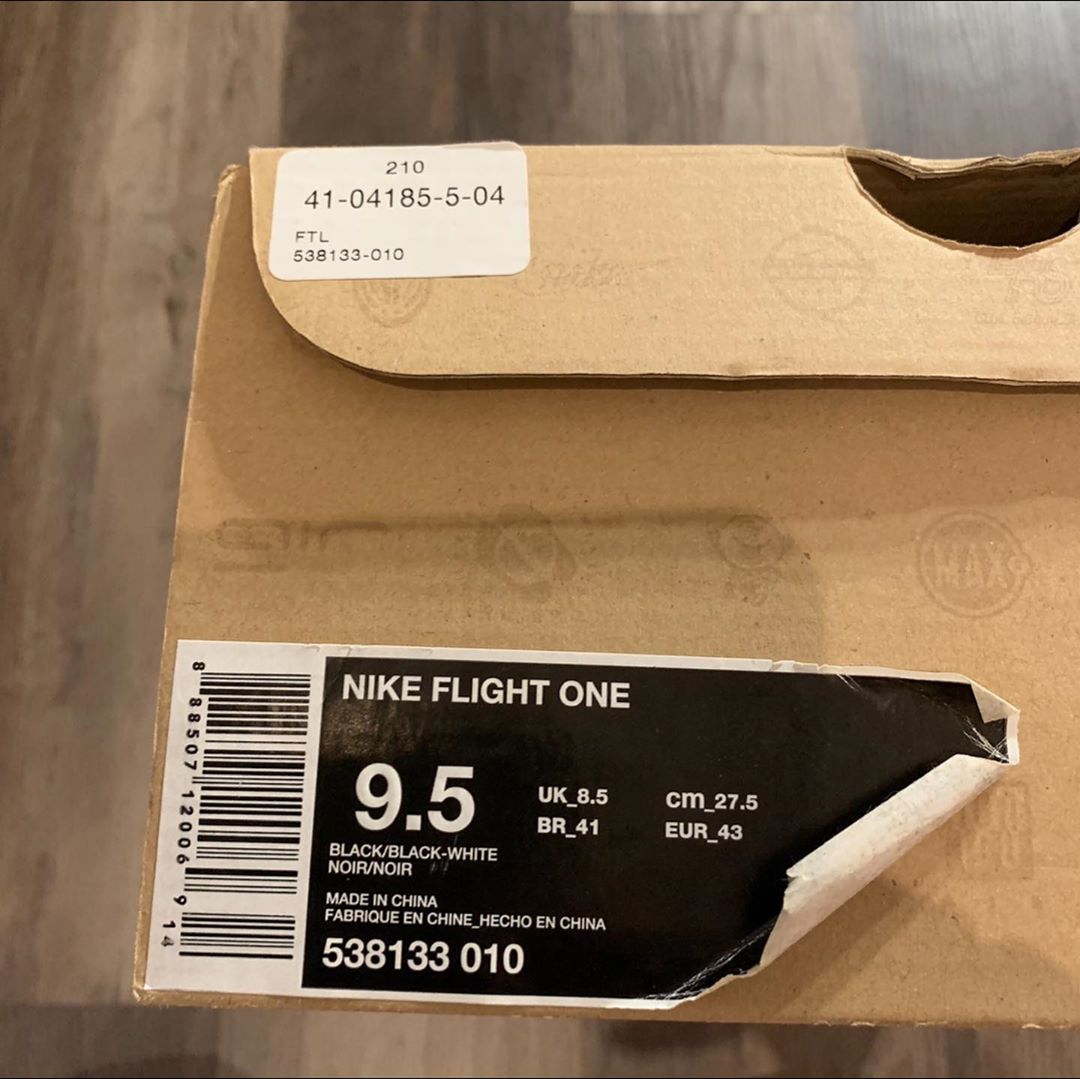 210
41-04185-5-04
FTL
538133-010
MAX
NIKE FLIGHT ONE
9.5
UK_8.5
cm_27.5
BR_41
EUR_43
BLACK/BLACK-WHITE
NOIR/NOIR
MADE IN CHINA
FABRIQUE EN CHINE_HECHO EN CHINA
538133 010
8 88507 12006 9 14